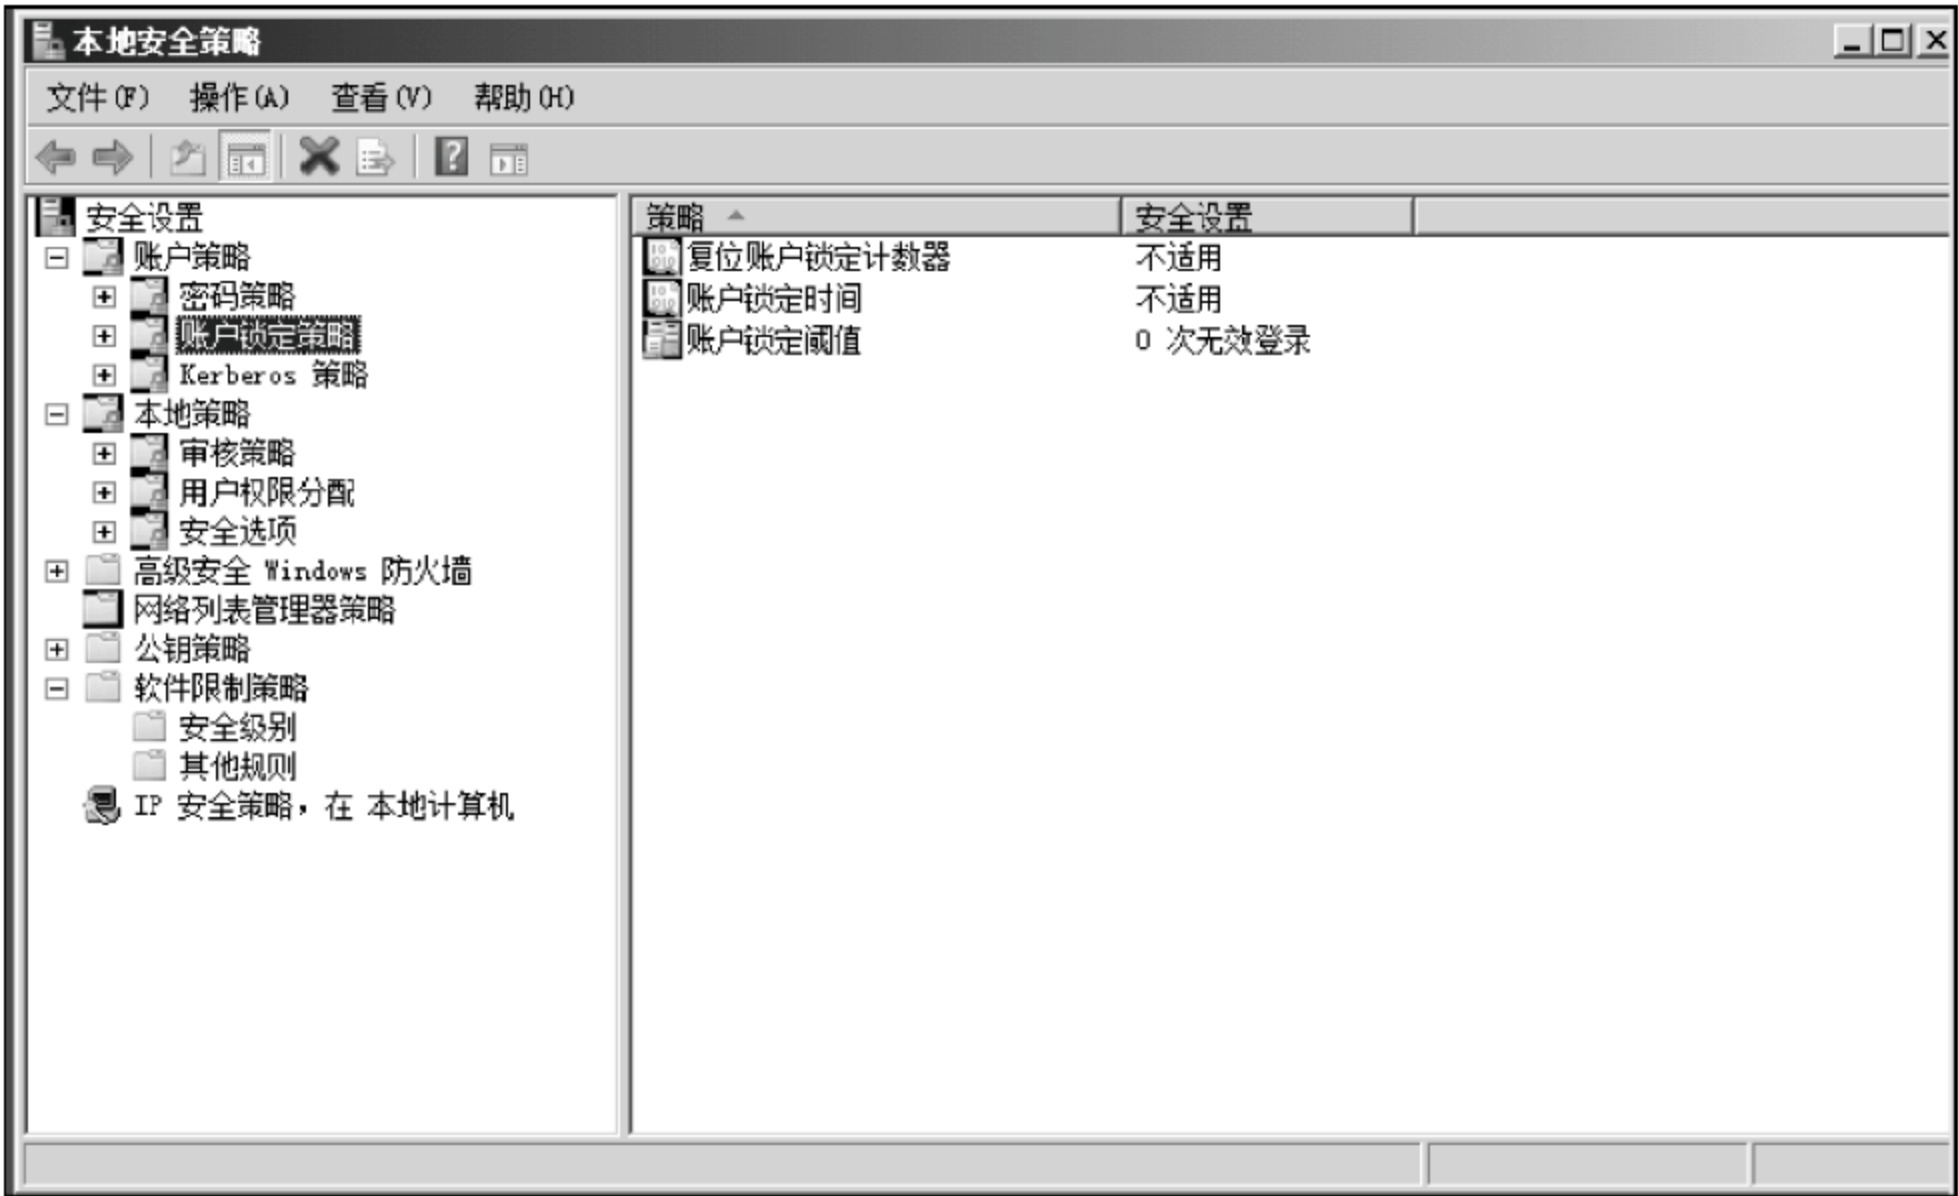 本地安全策略
文件(F) 操作(A) 查看(V) 帮助(H)
安全设置
账户策略
密码策略
账户锁定策略
Kerberos 策略
本地策略
审核策略
用户权限分配
安全选项
高级安全 Windows 防火墙
网络列表管理器策略
公钥策略
软件限制策略
安全级别
其他规则
IP 安全策略，在 本地计算机
策略 安全设置
复位账户锁定计数器 不适用
账户锁定时间 不适用
账户锁定阈值 0 次无效登录